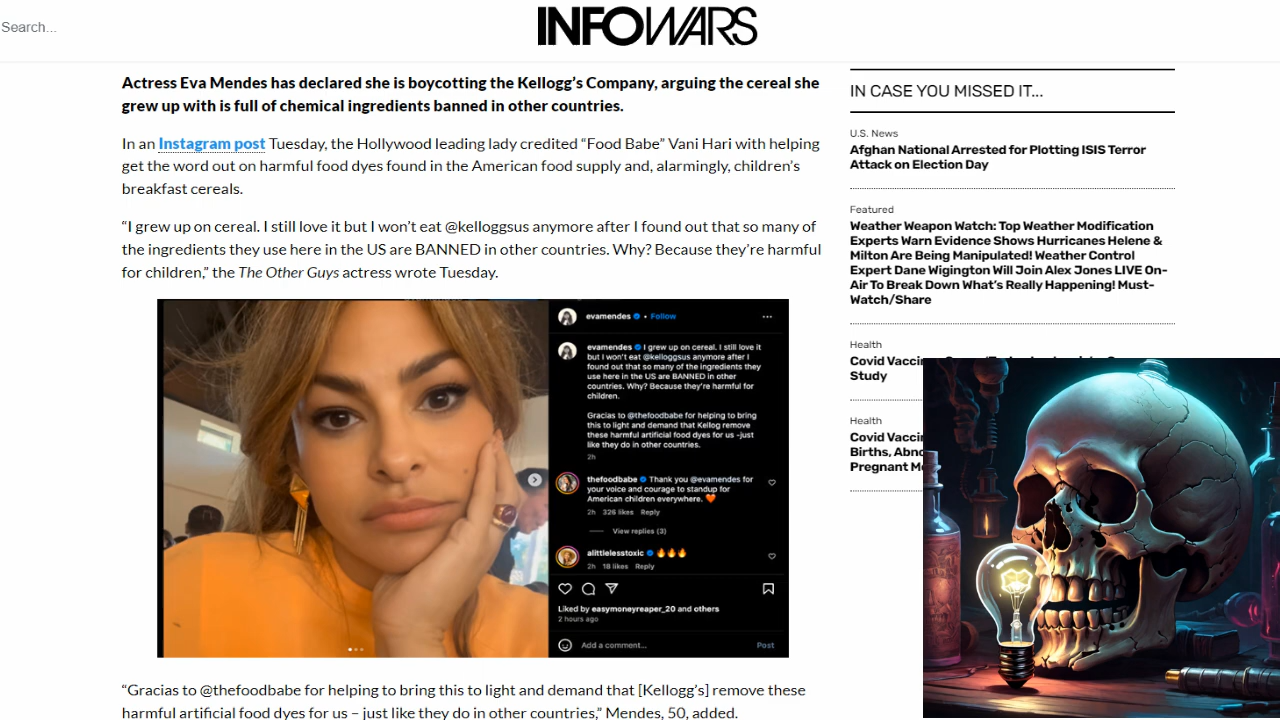 Search...
INFOWARS
Actress Eva Mendes has declared she is boycotting the Kellogg's Company, arguing the cereal she
grew up with is full of chemical ingredients banned in other countries.
In an Instagram post Tuesday, the Hollywood leading lady credited "Food Babe" Vani Hari with helping
get the word out on harmful food dyes found in the American food supply and, alarmingly, children's
breakfast cereals.
"I grew up on cereal. I still love it but I won't eat @kelloggsus anymore after I found out that so many of
the ingredients they use here in the US are BANNED in other countries. Why? Because they're harmful
for children," the The Other Guys actress wrote Tuesday.
evamendes • Follow
evamendes I grew up on cereal. I still love it
but I won't eat @kelloggsus anymore after I
found out that so many of the ingredients they
use here in the US are BANNED in other
countries. Why? Because they're harmful for
children.
Gracias to @thefoodbabe for helping to bring
this to light and demand that Kellog remove
these harmful artificial food dyes for us -just
like they do in other countries.
2h
thefoodbabe Thank you @evamendes for
your voice and courage to standup for
American children everywhere.
2h 326 likes Reply
View replies (3)
alittlelesstoxic
2h 18 likes Reply
Liked by easymoneyreaper_20 and others
2 hours ago
Add a comment... Post
"Gracias to @thefoodbabe for helping to bring this to light and demand that [Kellogg's] remove these
harmful artificial food dyes for us – just like they do in other countries," Mendes, 50, added.
IN CASE YOU MISSED IT...
U.S. News
Afghan National Arrested for Plotting ISIS Terror
Attack on Election Day
Featured
Weather Weapon Watch: Top Weather Modification
Experts Warn Evidence Shows Hurricanes Helene &
Milton Are Being Manipulated! Weather Control
Expert Dane Wigington Will Join Alex Jones LIVE On-
Air To Break Down What's Really Happening! Must-
Watch/Share
Health
Covid
Study
Health
Covid
Births,
Pregnant